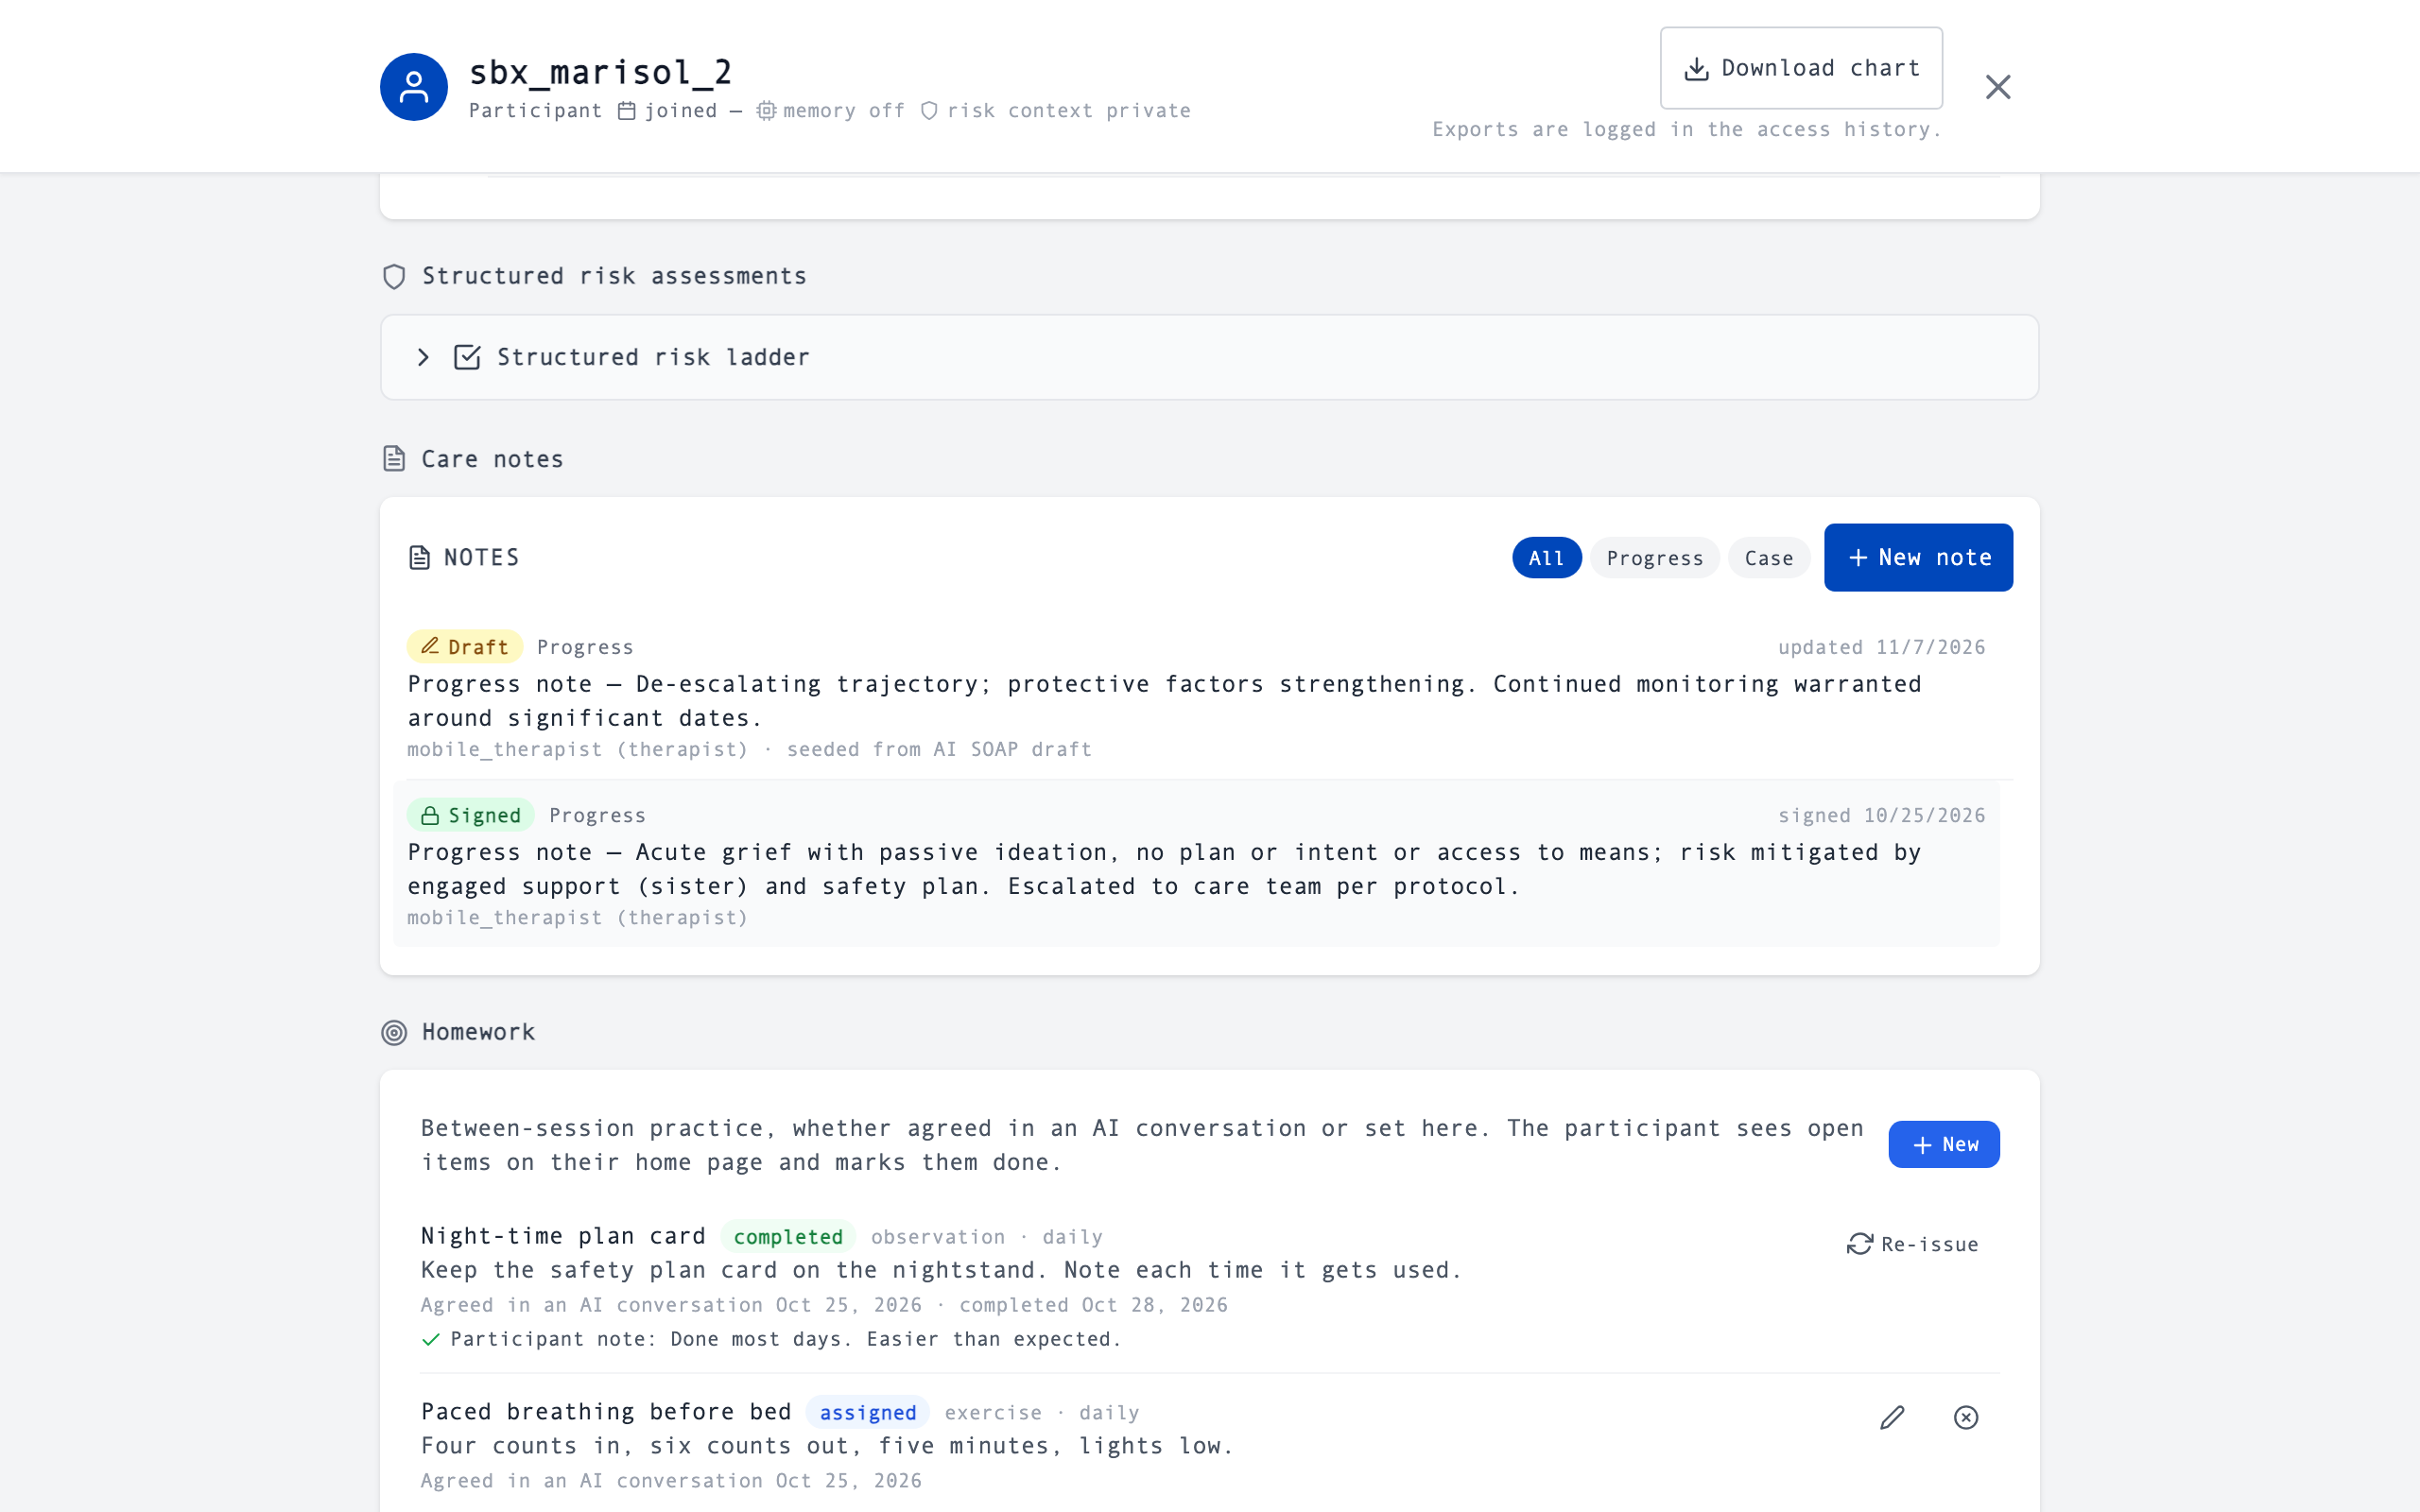 sbx_marisol_2
Participant joined — memory off risk context private
Download chart
Exports are logged in the access history.
Structured risk assessments
Structured risk ladder
Care notes
NOTES
All Progress Case + New note
Draft Progress updated 11/7/2026
Progress note — De-escalating trajectory; protective factors strengthening. Continued monitoring warranted
around significant dates.
mobile_therapist (therapist) · seeded from AI SOAP draft
Signed Progress signed 10/25/2026
Progress note — Acute grief with passive ideation, no plan or intent or access to means; risk mitigated by
engaged support (sister) and safety plan. Escalated to care team per protocol.
mobile_therapist (therapist)
Homework
Between-session practice, whether agreed in an AI conversation or set here. The participant sees open
items on their home page and marks them done.
+ New
Night-time plan card completed observation · daily
Re-issue
Keep the safety plan card on the nightstand. Note each time it gets used.
Agreed in an AI conversation Oct 25, 2026 · completed Oct 28, 2026
Participant note: Done most days. Easier than expected.
Paced breathing before bed assigned exercise · daily
Four counts in, six counts out, five minutes, lights low.
Agreed in an AI conversation Oct 25, 2026